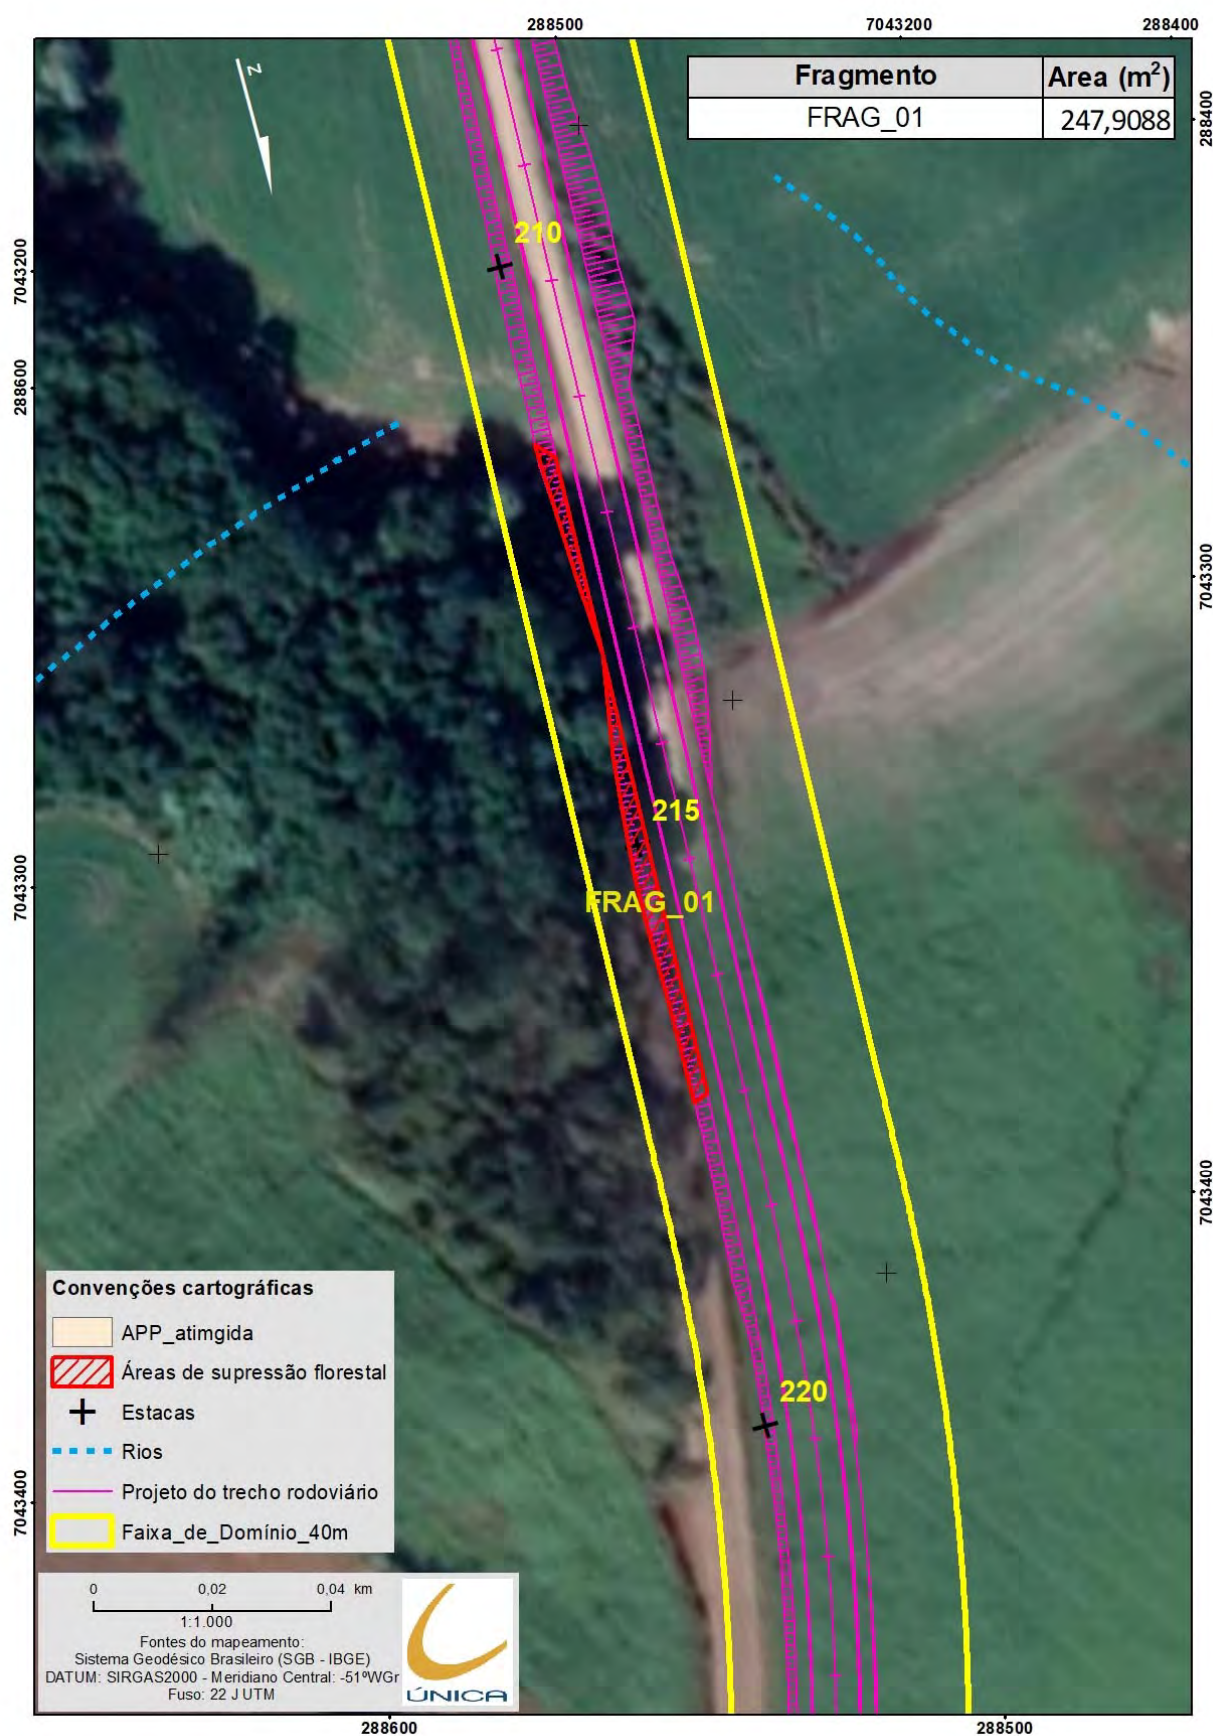 288500
7043200
288400
Fragmento
Area (m²)
FRAG_01
247,9088
288400
N
210
7043200
288600
7043300
215
7043300
FRAG_01
7043400
220
7043400
Convenções cartográficas
APP_atimgida
Áreas de supressão florestal
Estacas
Rios
Projeto do trecho rodoviário
Faixa_de_Domínio_40m
0 0,02 0,04 km
1:1.000
Fontes do mapeamento:
Sistema Geodésico Brasileiro (SGB - IBGE)
DATUM: SIRGAS2000 - Meridiano Central: -51ºWGr
Fuso: 22 J UTM
ÚNICA
288600
288500